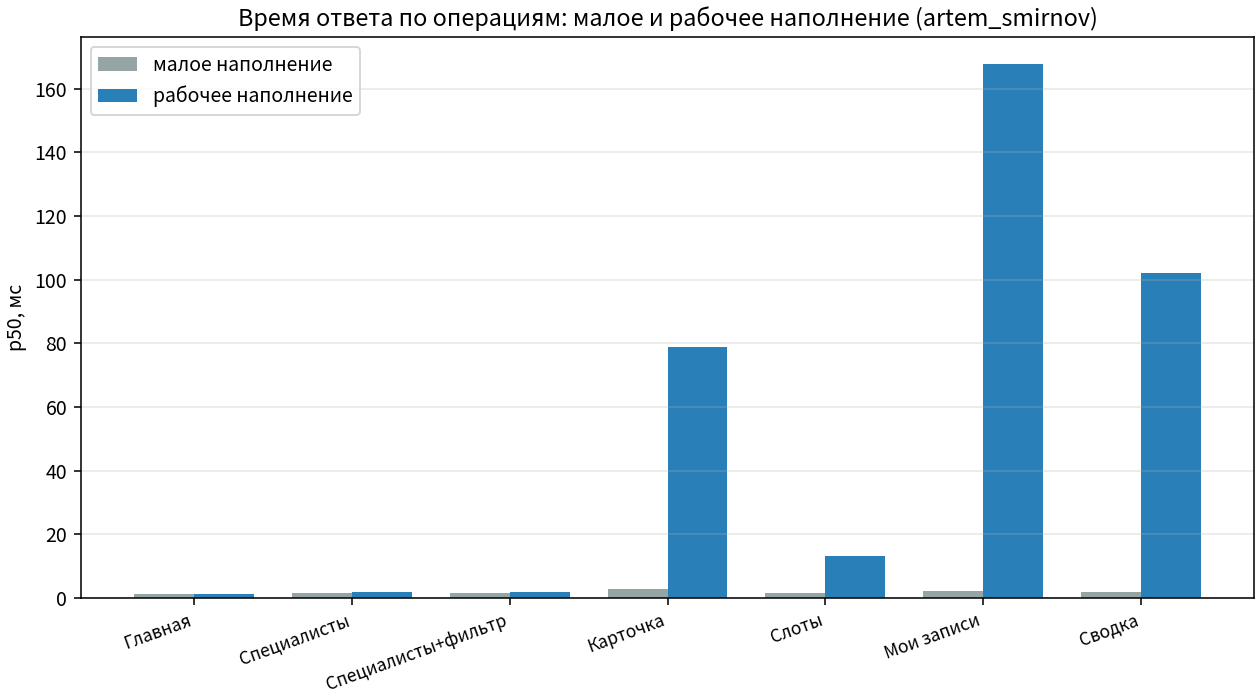 Время ответа по операциям: малое и рабочее наполнение (artem_smirnov)
малое наполнение
рабочее наполнение
p50, мс
160
140
120
100
80
60
40
20
0
Главная
Специалисты
Специалисты+фильтр
Карточка
Слоты
Мои записи
Сводка